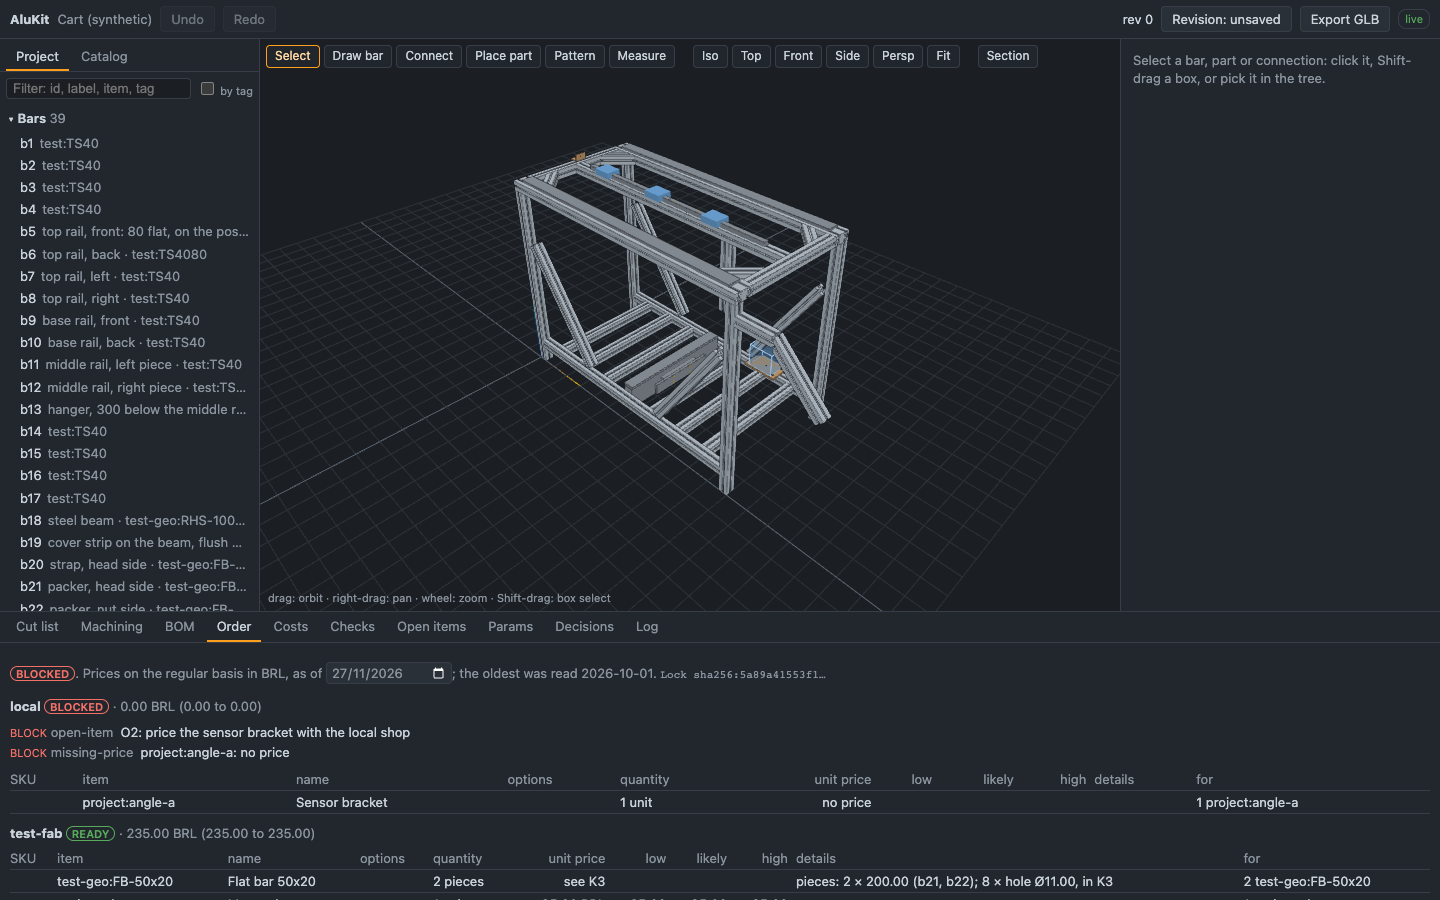 AluKit Cart (synthetic) Undo Redo rev 0 Revision: unsaved Export GLB live
Project Catalog
Filter: id, label, item, tag by tag
Bars 39
b1 test:TS40
b2 test:TS40
b3 test:TS40
b4 test:TS40
b5 top rail, front: 80 flat, on the pos...
b6 top rail, back · test:TS4080
b7 top rail, left · test:TS40
b8 top rail, right · test:TS40
b9 base rail, front · test:TS40
b10 base rail, back · test:TS40
b11 middle rail, left piece · test:TS40
b12 middle rail, right piece · test:TS...
b13 hanger, 300 below the middle r...
b14 test:TS40
b15 test:TS40
b16 test:TS40
b17 test:TS40
b18 steel beam · test-geo:RHS-100...
b19 cover strip on the beam, flush ...
b20 strap, head side · test-geo:FB-...
b21 packer, head side · test-geo:FB...
b22 packer, nut side · test-geo:FB-
Select Draw bar Connect Place part Pattern Measure Iso Top Front Side Persp Fit Section
drag: orbit · right-drag: pan · wheel: zoom · Shift-drag: box select
Select a bar, part or connection: click it, Shift-
drag a box, or pick it in the tree.
Cut list Machining BOM Order Costs Checks Open items Params Decisions Log
BLOCKED. Prices on the regular basis in BRL, as of 27/11/2026; the oldest was read 2026-10-01. Lock sha256:5a89a41553f1…
local BLOCKED · 0.00 BRL (0.00 to 0.00)
BLOCK open-item O2: price the sensor bracket with the local shop
BLOCK missing-price project:angle-a: no price
SKU item name options quantity unit price low likely high details for
project:angle-a Sensor bracket 1 unit no price 1 project:angle-a
test-fab READY · 235.00 BRL (235.00 to 235.00)
SKU item name options quantity unit price low likely high details for
test-geo:FB-50x20 Flat bar 50x20 2 pieces see K3 pieces: 2 × 200.00 (b21, b22); 8 × hole Ø11.00, in K3 2 test-geo:FB-50x20